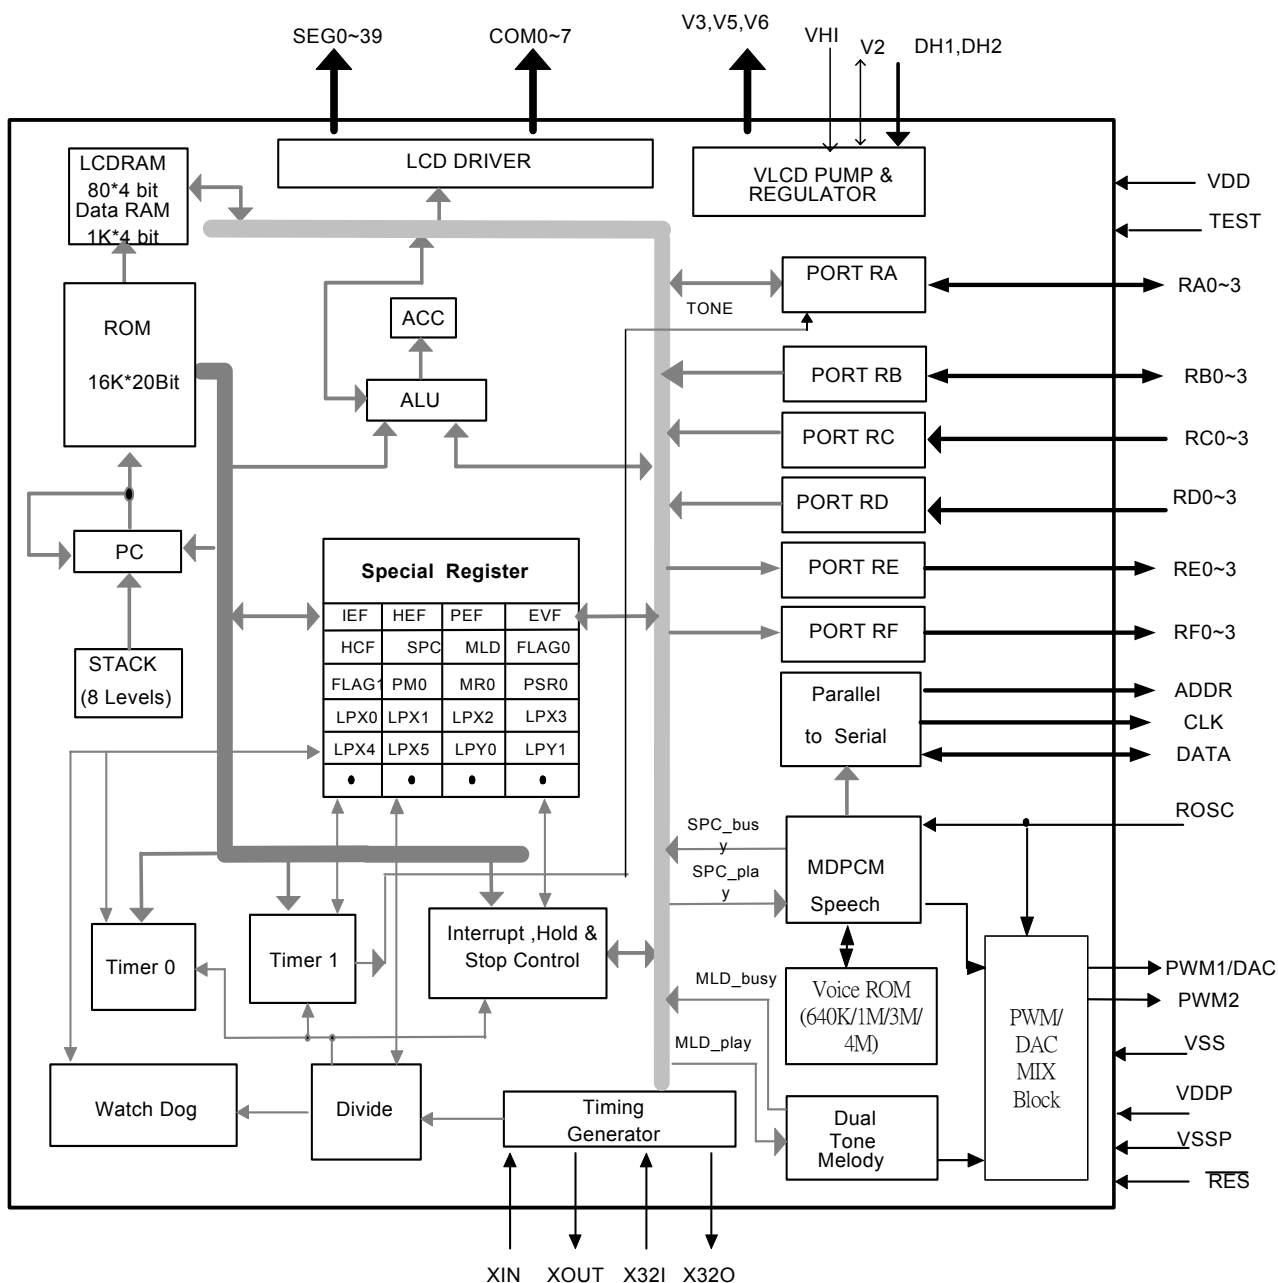 SEG0~39
COM0~7
V3,V5,V6
VHI
V2
DH1,DH2
LCDRAM
80*4 bit
Data RAM
1K*4 bit
LCD DRIVER
VLCD PUMP &
REGULATOR
VDD
TEST
ROM
16K*20Bit
ACC
ALU
TONE
PORT RA
RA0~3
PORT RB
RB0~3
PORT RC
RC0~3
PORT RD
RD0~3
PORT RE
RE0~3
PORT RF
RF0~3
PC
STACK
(8 Levels)
Special Register
IEF HEF PEF EVF
HCF SPC MLD FLAG0
FLAG1 PM0 MR0 PSR0
LPX0 LPX1 LPX2 LPX3
LPX4 LPX5 LPY0 LPY1
Parallel
to Serial
ADDR
CLK
DATA
ROSC
SPC_bus
y
SPC_pla
y
MDPCM
Speech
Timer 0
Timer 1
Interrupt ,Hold &
Stop Control
MLD_busy
MLD_play
Voice ROM
(640K/1M/3M/
4M)
PWM/
DAC
MIX
Block
PWM1/DAC
PWM2
VSS
VDDP
VSSP
RES
Watch Dog
Divide
Timing
Generator
Dual
Tone
Melody
XIN
XOUT
X32I
X32O